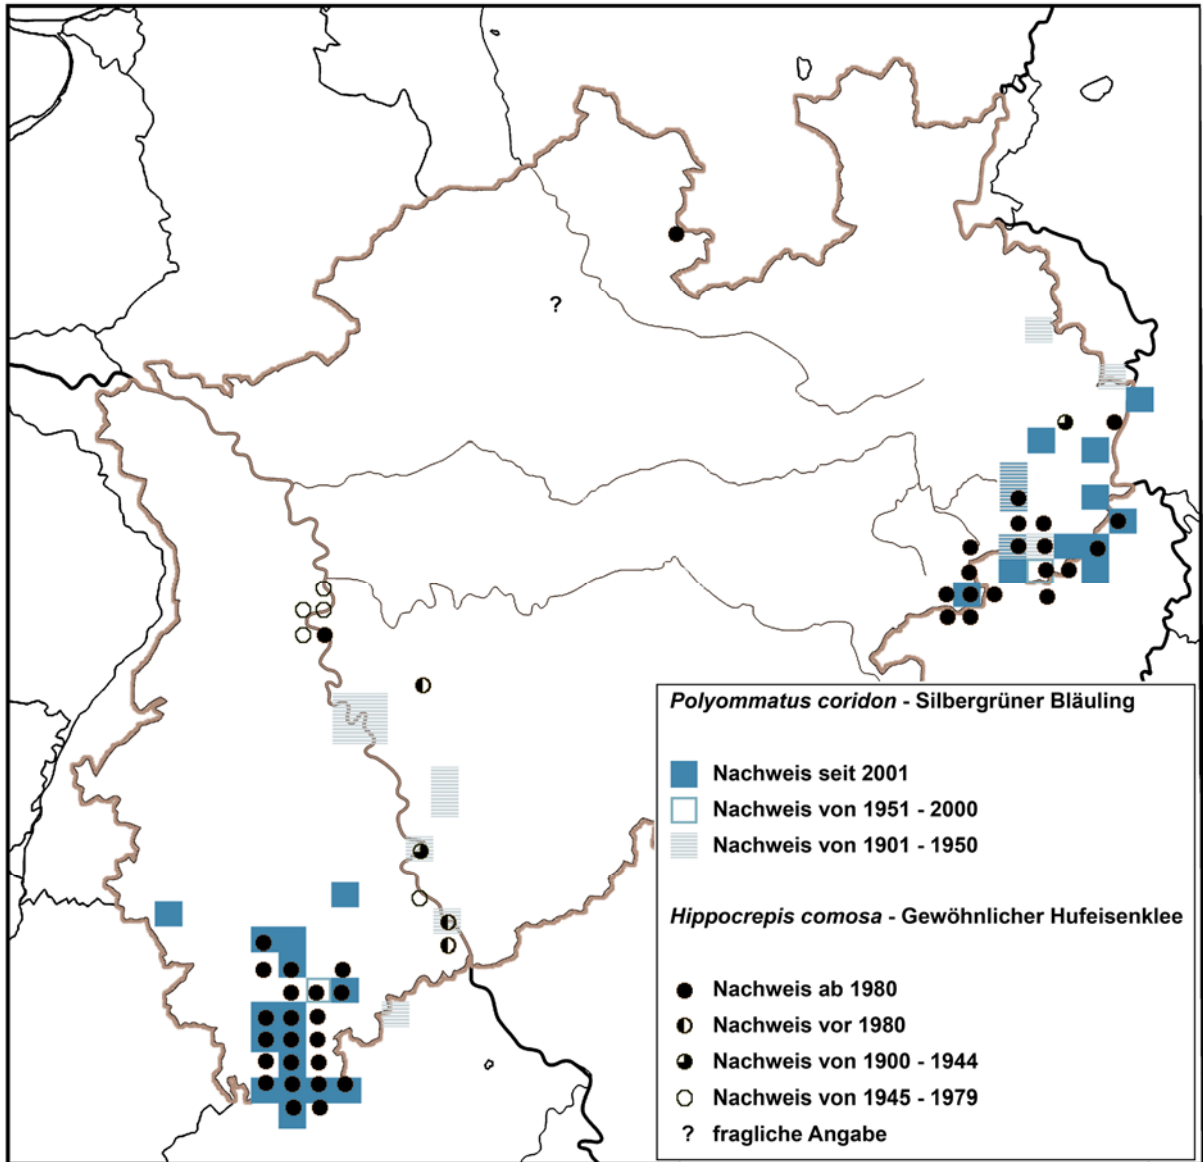 ?
Polyommatus coridon - Silbergrüner Bläuling
Nachweis seit 2001
Nachweis von 1951 - 2000
Nachweis von 1901 - 1950
Hippocrepis comosa - Gewöhnlicher Hufeisenklee
Nachweis ab 1980
Nachweis vor 1980
Nachweis von 1900 - 1944
Nachweis von 1945 - 1979
? fragliche Angabe